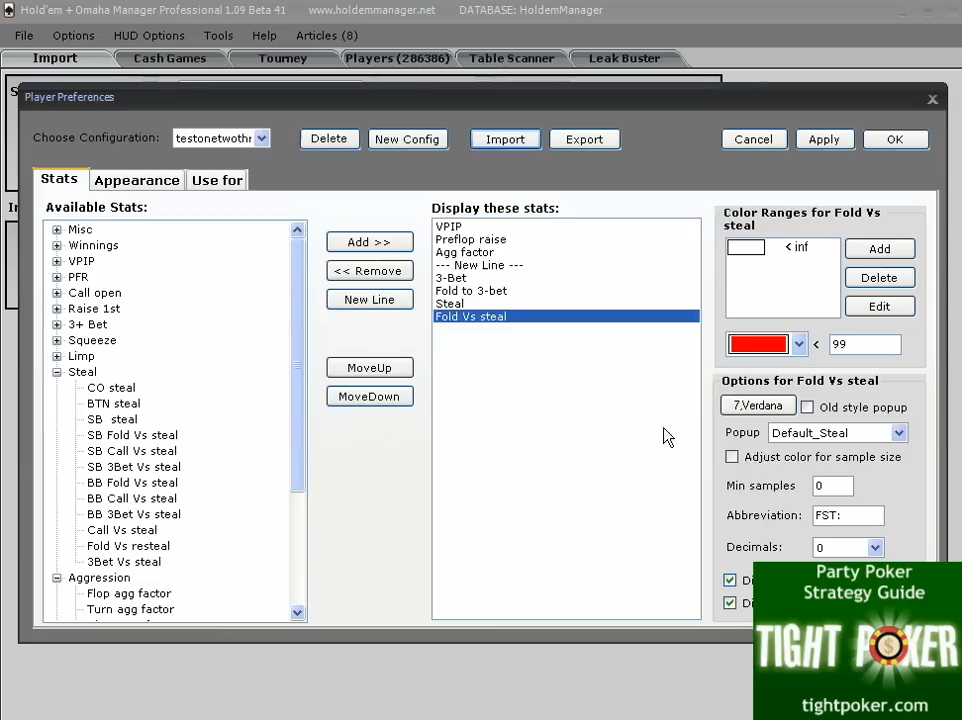 Hold'em + Omaha Manager Professional 1.09 Beta 41 www.holdemmanager.net DATABASE: HoldemManager
File Options HUD Options Tools Help Articles (8)
Import Cash Games Tourney Players (286386) Table Scanner Leak Buster
Player Preferences
Choose Configuration: testonetwothr Delete New Config Import Export Cancel Apply OK
Stats Appearance Use for
Available Stats:
Misc
Winnings
VPIP
PFR
Call open
Raise 1st
3+ Bet
Squeeze
Limp
Steal
CO steal
BTN steal
SB steal
SB Fold Vs steal
SB Call Vs steal
SB 3Bet Vs steal
BB Fold Vs steal
BB Call Vs steal
BB 3Bet Vs steal
Call Vs steal
Fold Vs resteal
3Bet Vs steal
Aggression
Flop agg factor
Turn agg factor
Add >>
<< Remove
New Line
MoveUp
MoveDown
Display these stats:
VPIP
Preflop raise
Agg factor
--- New Line ---
3-Bet
Fold to 3-bet
Steal
Fold Vs steal
Color Ranges for Fold Vs
steal
< inf
Add
Delete
Edit
< 99
Options for Fold Vs steal
7,Verdana Old style popup
Popup Default_Steal
Adjust color for sample size
Min samples 0
Abbreviation: FST:
Decimals: 0
Party Poker
Strategy Guide
TIGHT POKER
tightpoker.com